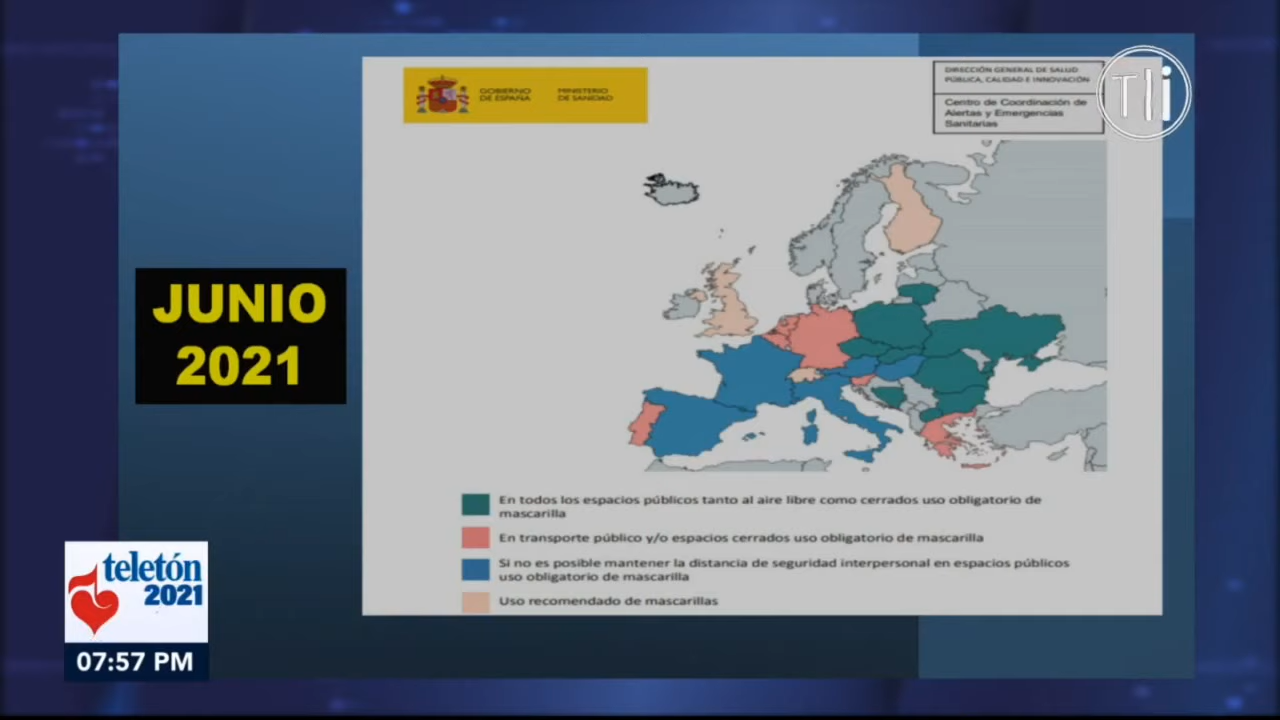 GOBIERNO
DE ESPAÑA
MINISTERIO
DE SANIDAD
DIRECCIÓN GENERAL DE SALUD
PÚBLICA, CALIDAD E INNOVACIÓN
Centro de Coordinación de
Alertas y Emergencias
Sanitarias
TLi
JUNIO
2021
En todos los espacios públicos tanto al aire libre como cerrados uso obligatorio de
mascarilla
En transporte público y/o espacios cerrados uso obligatorio de mascarilla
Si no es posible mantener la distancia de seguridad interpersonal en espacios públicos
uso obligatorio de mascarilla
Uso recomendado de mascarillas
teletón
2021
07:57 PM